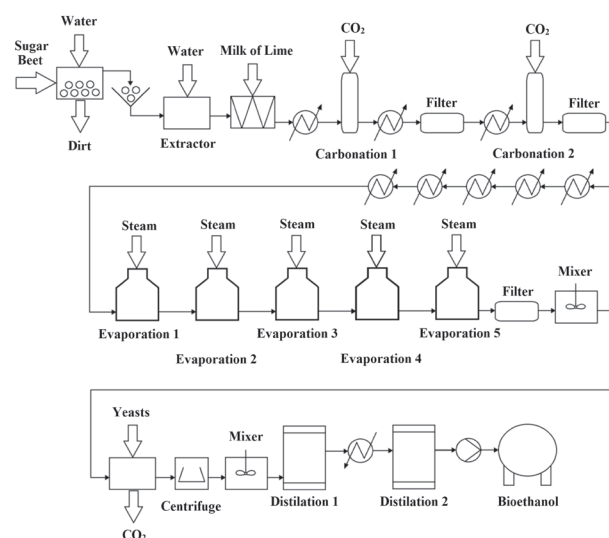 Water
Sugar
Beet
Dirt
Water
Extractor
Milk of Lime
CO₂
Carbonation 1
Filter
CO₂
Carbonation 2
Filter
Steam
Steam
Steam
Steam
Steam
Evaporation 1
Evaporation 2
Evaporation 3
Evaporation 4
Evaporation 5
Filter
Mixer
Yeasts
CO₂
Centrifuge
Mixer
Distilation 1
Distilation 2
Bioethanol